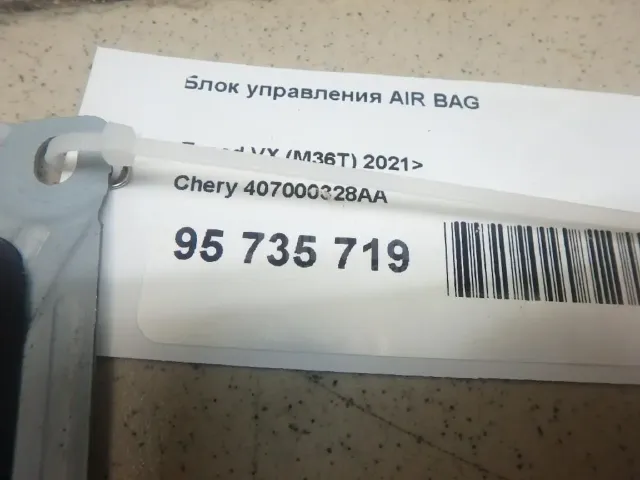 Блок управления AIR BAG
VX (M36T) 2021>
Chery 407000328AA
95 735 719